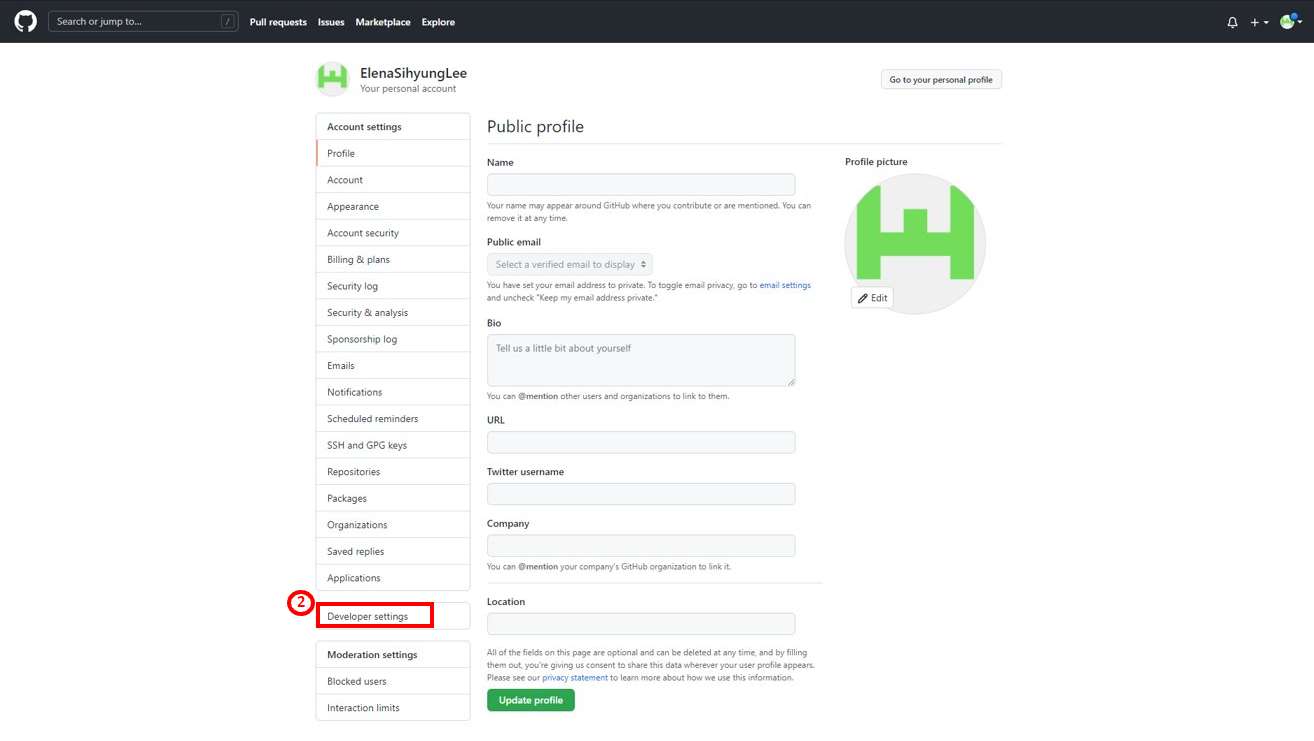 Search or jump to...
/
Pull requests
Issues
Marketplace
Explore
ElenaSihyungLee
Your personal account
Go to your personal profile
Account settings
Profile
Account
Appearance
Account security
Billing & plans
Security log
Security & analysis
Sponsorship log
Emails
Notifications
Scheduled reminders
SSH and GPG keys
Repositories
Packages
Organizations
Saved replies
Applications
2
Developer settings
Moderation settings
Blocked users
Interaction limits
Public profile
Name
Your name may appear around GitHub where you contribute or are mentioned. You can
remove it at any time.
Public email
Select a verified email to display
You have set your email address to private. To toggle email privacy, go to email settings
and uncheck "Keep my email address private."
Bio
Tell us a little bit about yourself
You can @mention other users and organizations to link to them.
URL
Twitter username
Company
You can @mention your company's GitHub organization to link it.
Location
All of the fields on this page are optional and can be deleted at any time, and by filling
them out, you're giving us consent to share this data wherever your user profile appears.
Please see our privacy statement to learn more about how we use this information.
Update profile
Profile picture
Edit